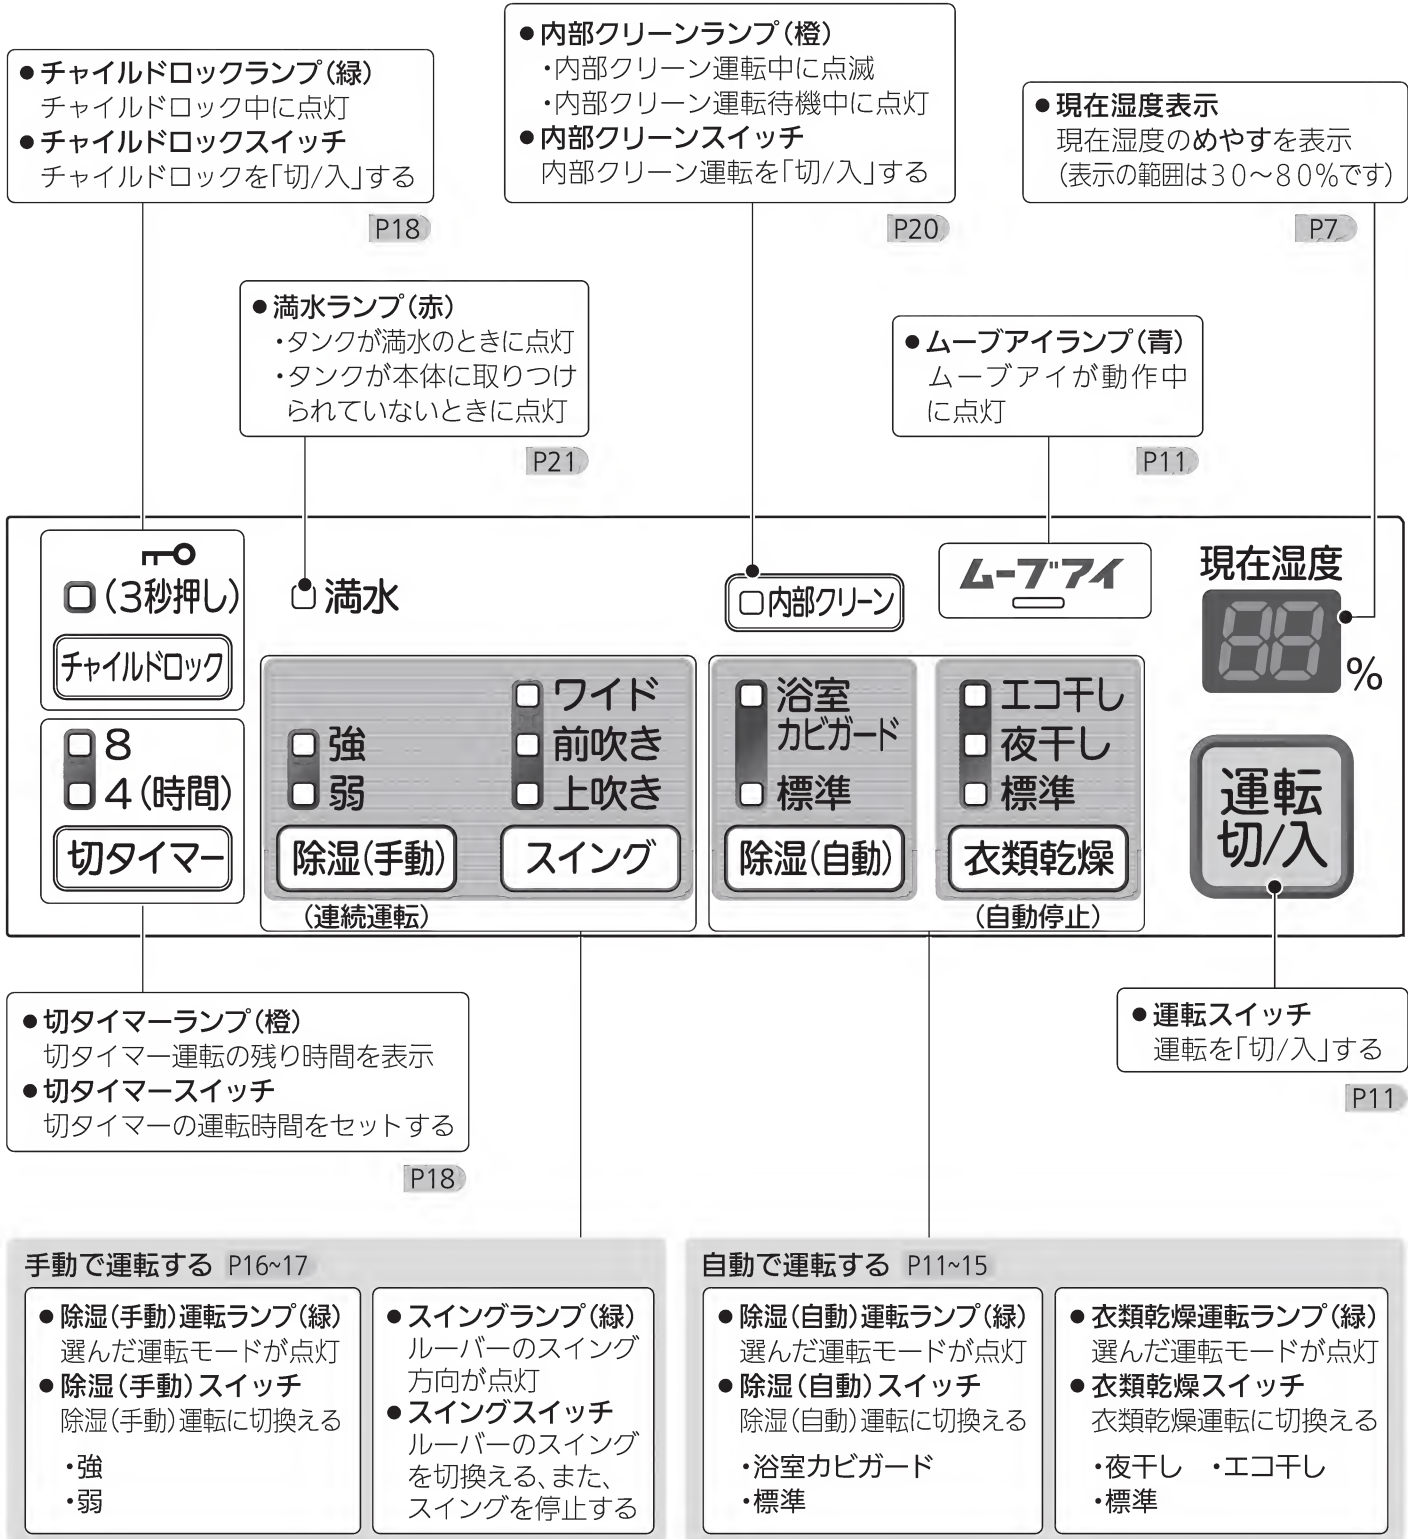 ●チャイルドロックランプ(緑)
チャイルドロック中に点灯
●チャイルドロックスイッチ
チャイルドロックを「切/入」する
P18
●内部クリーンランプ(橙)
・内部クリーン運転中に点滅
・内部クリーン運転待機中に点灯
●内部クリーンスイッチ
内部クリーン運転を「切/入」する
P20
●現在湿度表示
現在湿度のめやすを表示
(表示の範囲は30~80%です)
P7
●満水ランプ(赤)
・タンクが満水のときに点灯
・タンクが本体に取りつけ
られていないときに点灯
P21
●ムーブアイランプ(青)
ムーブアイが動作中
に点灯
P11
(3秒押し)
チャイルドロック
満水
内部クリーン
ムーブアイ
現在湿度
88
%
8
4(時間)
切タイマー
強
弱
除湿(手動)
(連続運転)
ワイド
前吹き
上吹き
スイング
浴室
カビガード
標準
除湿(自動)
エコ干し
夜干し
標準
衣類乾燥
(自動停止)
運転
切/入
●切タイマーランプ(橙)
切タイマー運転の残り時間を表示
●切タイマースイッチ
切タイマーの運転時間をセットする
P18
●運転スイッチ
運転を「切/入」する
P11
手動で運転する P16~17
●除湿(手動)運転ランプ(緑)
選んだ運転モードが点灯
●除湿(手動)スイッチ
除湿(手動)運転に切換える
・強
・弱
●スイングランプ(緑)
ルーバーのスイング
方向が点灯
●スイングスイッチ
ルーバーのスイング
を切換える、また、
スイングを停止する
自動で運転する P11~15
●除湿(自動)運転ランプ(緑)
選んだ運転モードが点灯
●除湿(自動)スイッチ
除湿(自動)運転に切換える
・浴室カビガード
・標準
●衣類乾燥運転ランプ(緑)
選んだ運転モードが点灯
●衣類乾燥スイッチ
衣類乾燥運転に切換える
・夜干し ・エコ干し
・標準